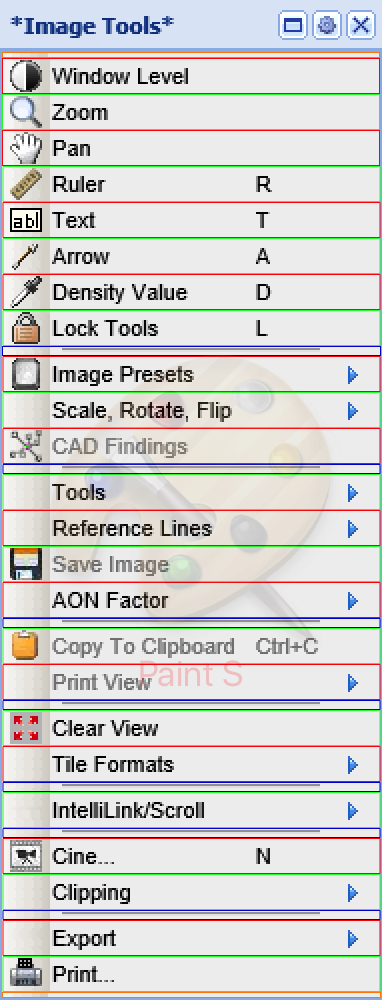 *Image Tools*
Window Level
Zoom
Pan
Ruler R
abl Text T
Arrow A
Density Value D
Lock Tools L
Image Presets
Scale, Rotate, Flip
CAD Findings
Tools
Reference Lines
Save Image
AON Factor
Copy To Clipboard Ctrl+C
Print View
Paint S
Clear View
Tile Formats
IntelliLink/Scroll
Cine... N
Clipping
Export
Print...